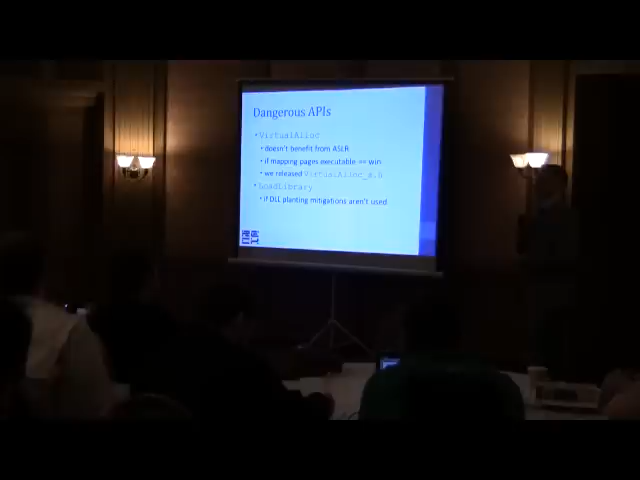 Dangerous APIs
• VirtualAlloc
• doesn't benefit from ASLR
• if mapping pages executable == win
• we released VirtualAlloc_s.h
• LoadLibrary
• if DLL planting mitigations aren't used